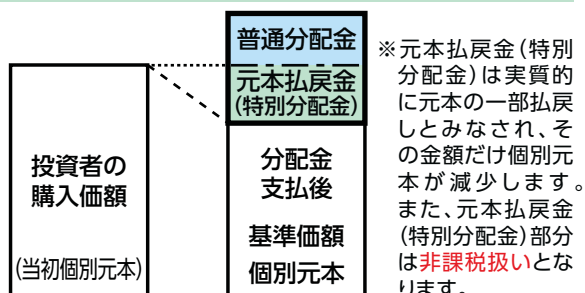 普通分配金
元本払戻金
(特別分配金)
投資者の
購入価額
(当初個別元本)
分配金
支払後
基準価額
個別元本
※元本払戻金(特別
分配金)は実質的
に元本の一部払戻
しとみなされ、そ
の金額だけ個別元
本が減少します。
また、元本払戻金
(特別分配金)部分
は非課税扱いとな
ります。